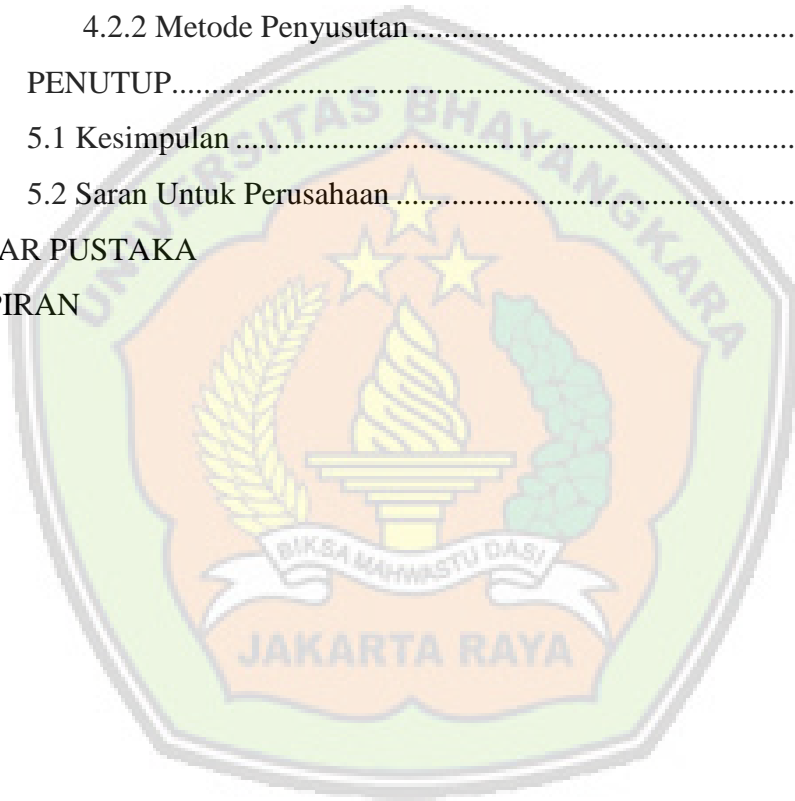 4.2.2 Metode Penyusutan........................................................
PENUTUP........................................................................................
5.1 Kesimpulan................................................................................
5.2 Saran Untuk Perusahaan..........................................................
AR PUSTAKA
PIRAN
UNIVERSITAS BHAYANGKARA
BIKSA MAHWASTU DASI
JAKARTA RAYA